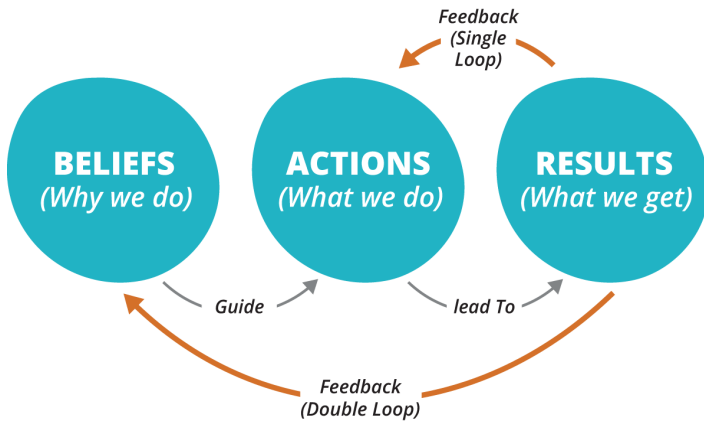 Feedback
(Single
Loop)
BELIEFS
(Why we do)
ACTIONS
(What we do)
RESULTS
(What we get)
Guide
lead To
Feedback
(Double Loop)